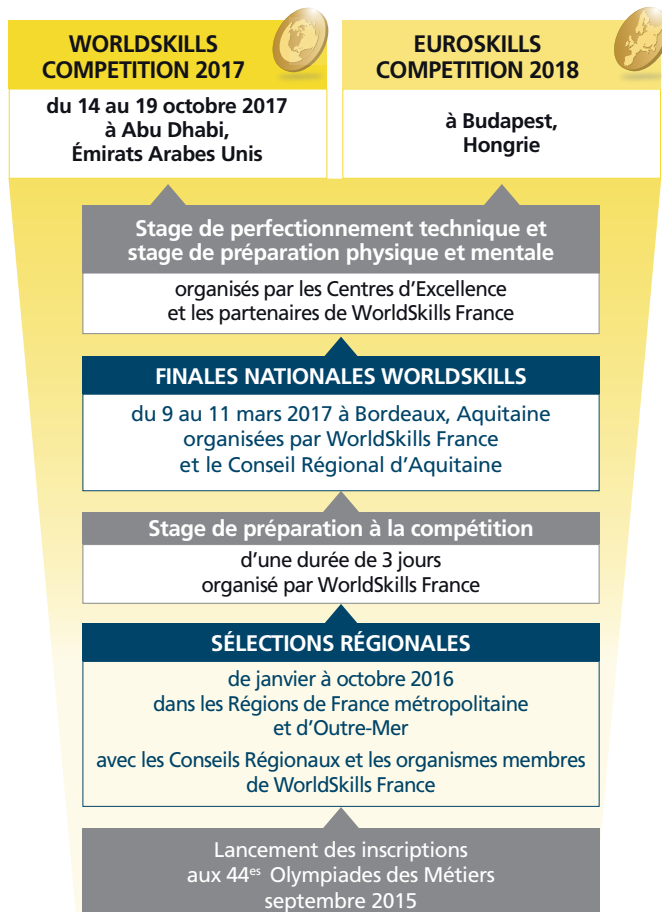 WORLDSKILLS
COMPETITION 2017
du 14 au 19 octobre 2017
à Abu Dhabi,
Émirats Arabes Unis
EUROSKILLS
COMPETITION 2018
à Budapest,
Hongrie
Stage de perfectionnement technique et
stage de préparation physique et mentale
organisés par les Centres d’Excellence
et les partenaires de WorldSkills France
FINALES NATIONALES WORLDSKILLS
du 9 au 11 mars 2017 à Bordeaux, Aquitaine
organisées par WorldSkills France
et le Conseil Régional d’Aquitaine
Stage de préparation à la compétition
d’une durée de 3 jours
organisé par WorldSkills France
SÉLECTIONS RÉGIONALES
de janvier à octobre 2016
dans les Régions de France métropolitaine
et d’Outre-Mer
avec les Conseils Régionaux et les organismes membres
de WorldSkills France
Lancement des inscriptions
aux 44es Olympiades des Métiers
septembre 2015